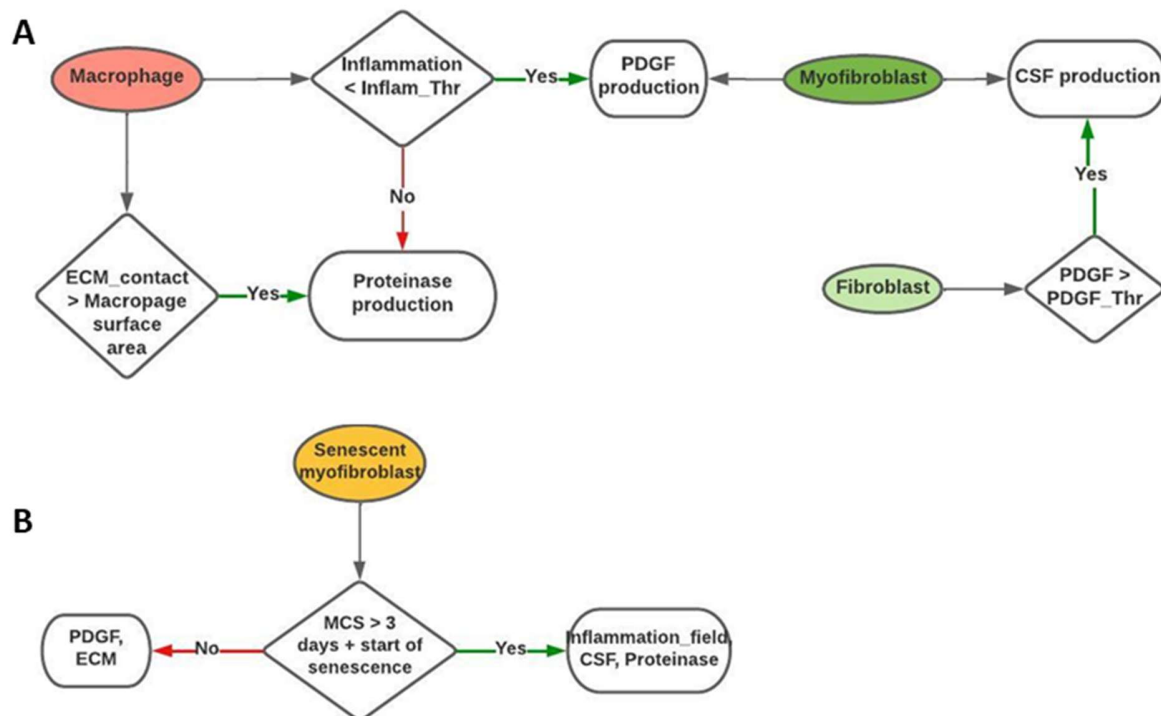 A
Macrophage
Inflammation
< Inflam_Thr
Yes
PDGF
production
Myofibroblast
CSF production
No
Yes
ECM_contact
> Macropage
surface
area
Yes
Proteinase
production
Fibroblast
PDGF >
PDGF_Thr
Senescent
myofibroblast
B
PDGF,
ECM
No
MCS > 3
days + start of
senescence
Yes
Inflammation_field,
CSF, Proteinase